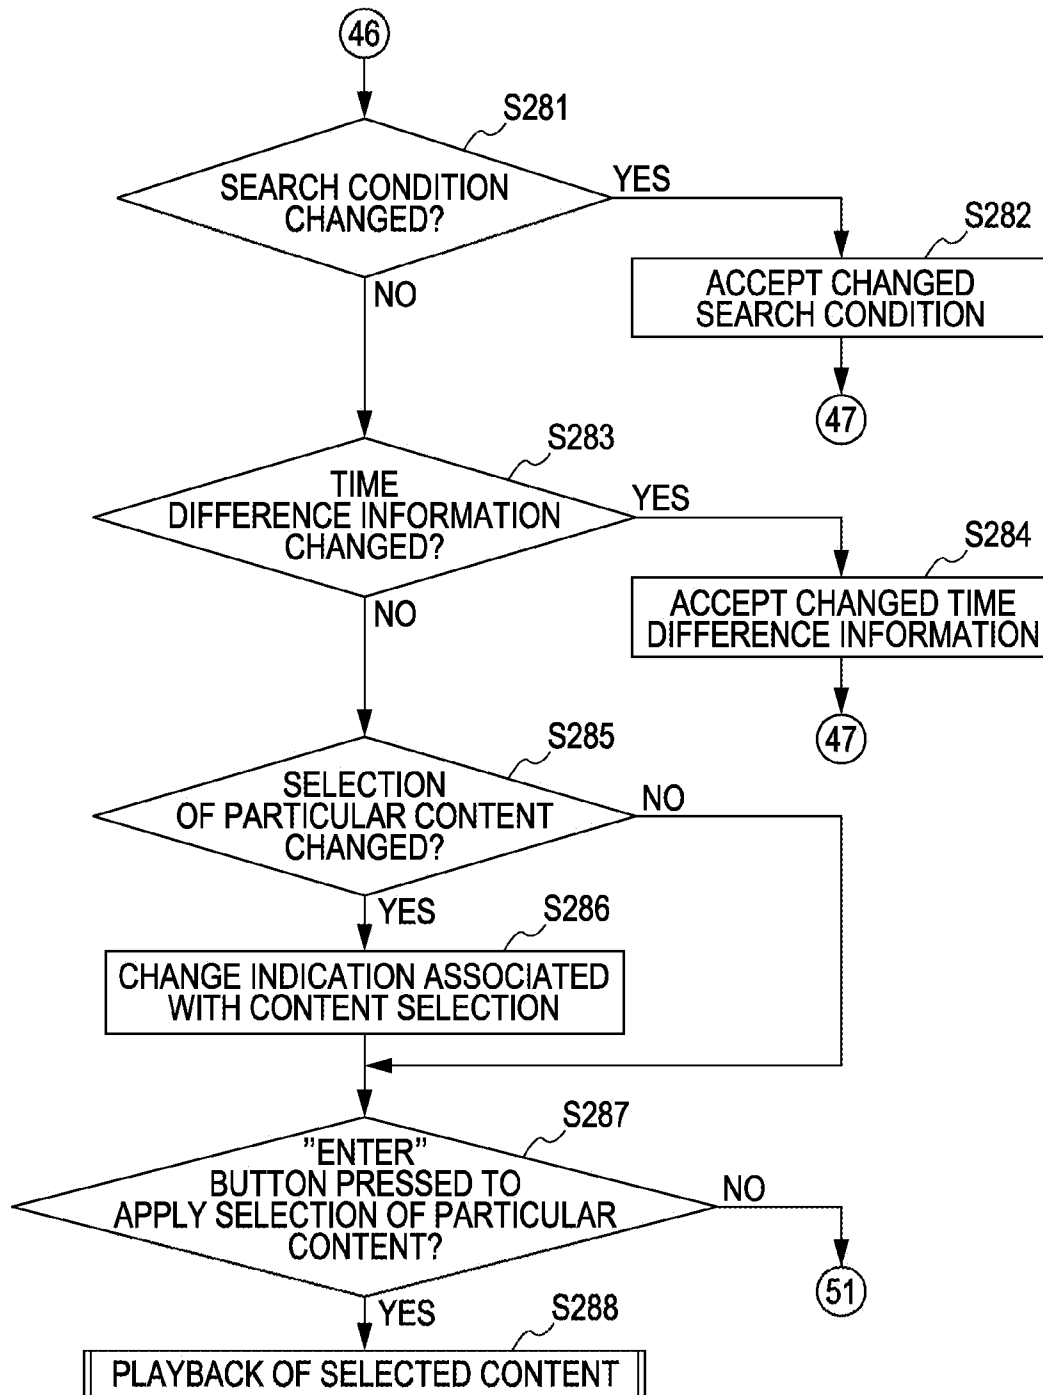 46
S281
SEARCH CONDITION
CHANGED?
YES
NO
S282
ACCEPT CHANGED
SEARCH CONDITION
47
S283
TIME
DIFFERENCE INFORMATION
CHANGED?
YES
NO
S284
ACCEPT CHANGED TIME
DIFFERENCE INFORMATION
47
S285
SELECTION
OF PARTICULAR CONTENT
CHANGED?
NO
YES
S286
CHANGE INDICATION ASSOCIATED
WITH CONTENT SELECTION
S287
"ENTER"
BUTTON PRESSED TO
APPLY SELECTION OF PARTICULAR
CONTENT?
NO
51
YES
S288
PLAYBACK OF SELECTED CONTENT